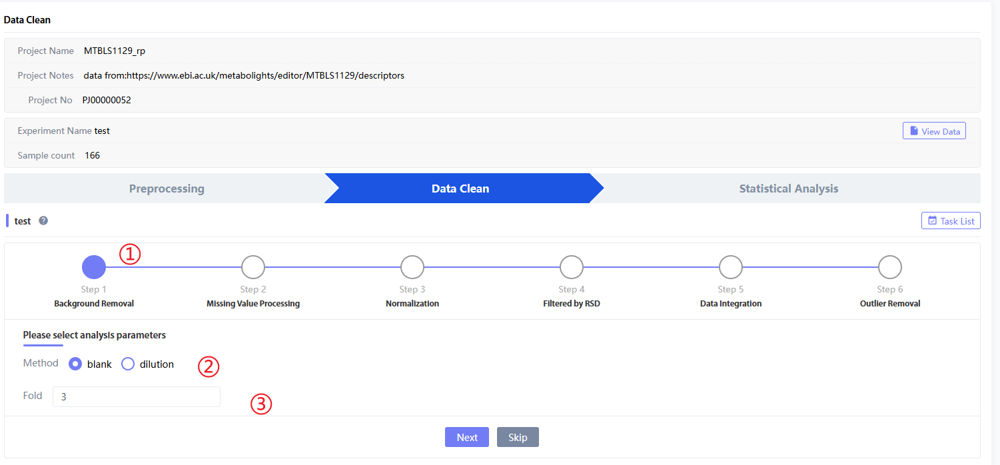 Data Clean
Project Name MTBLS1129_rp
Project Notes data from:https://www.ebi.ac.uk/metabolights/editor/MTBLS1129/descriptors
Project No PJ00000052
Experiment Name test View Data
Sample count 166
Preprocessing Data Clean Statistical Analysis
test ? Task List
①
Step 1 Step 2 Step 3 Step 4 Step 5 Step 6
Background Removal Missing Value Processing Normalization Filtered by RSD Data Integration Outlier Removal
Please select analysis parameters
Method blank dilution ②
Fold 3 ③
Next Skip